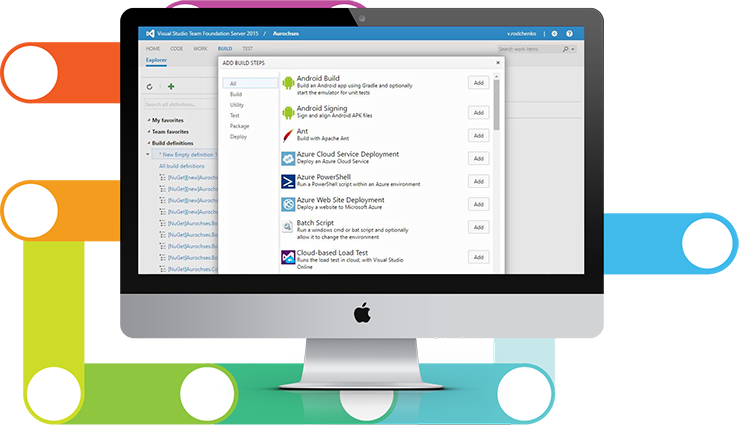 Visual Studio Team Foundation Server 2015 / Aurochses
v.rodchenko
HOME CODE WORK BUILD TEST
Search work items
Explorer
ADD BUILD STEPS
Search all definitions...
My favorites
Team favorites
Build definitions
* New Empty definition
All build definitions
[NuGet][new]Aurochses.
[NuGet][new]Aurochses.
[NuGet][new]Aurochses.
[NuGet][new]Aurochses.
[NuGet]Aurochses.Bo
[NuGet]Aurochses.Bo
[NuGet]Aurochses.Bo
[NuGet]Aurochses.Bo
[NuGet]Aurochses.Co
All
Build
Utility
Test
Package
Deploy
Android Build
Build an Android app using Gradle and optionally
start the emulator for unit tests
Add
Android Signing
Sign and align Android APK files
Add
Ant
Build with Apache Ant
Add
Azure Cloud Service Deployment
Deploy an Azure Cloud Service
Add
Azure PowerShell
Run a PowerShell script within an Azure environment
Add
Azure Web Site Deployment
Deploy a website to Microsoft Azure
Add
Batch Script
Run a windows cmd or bat script and optionally
allow it to change the environment
Add
Cloud-based Load Test
Runs the load test in cloud, with Visual Studio
Online
Add